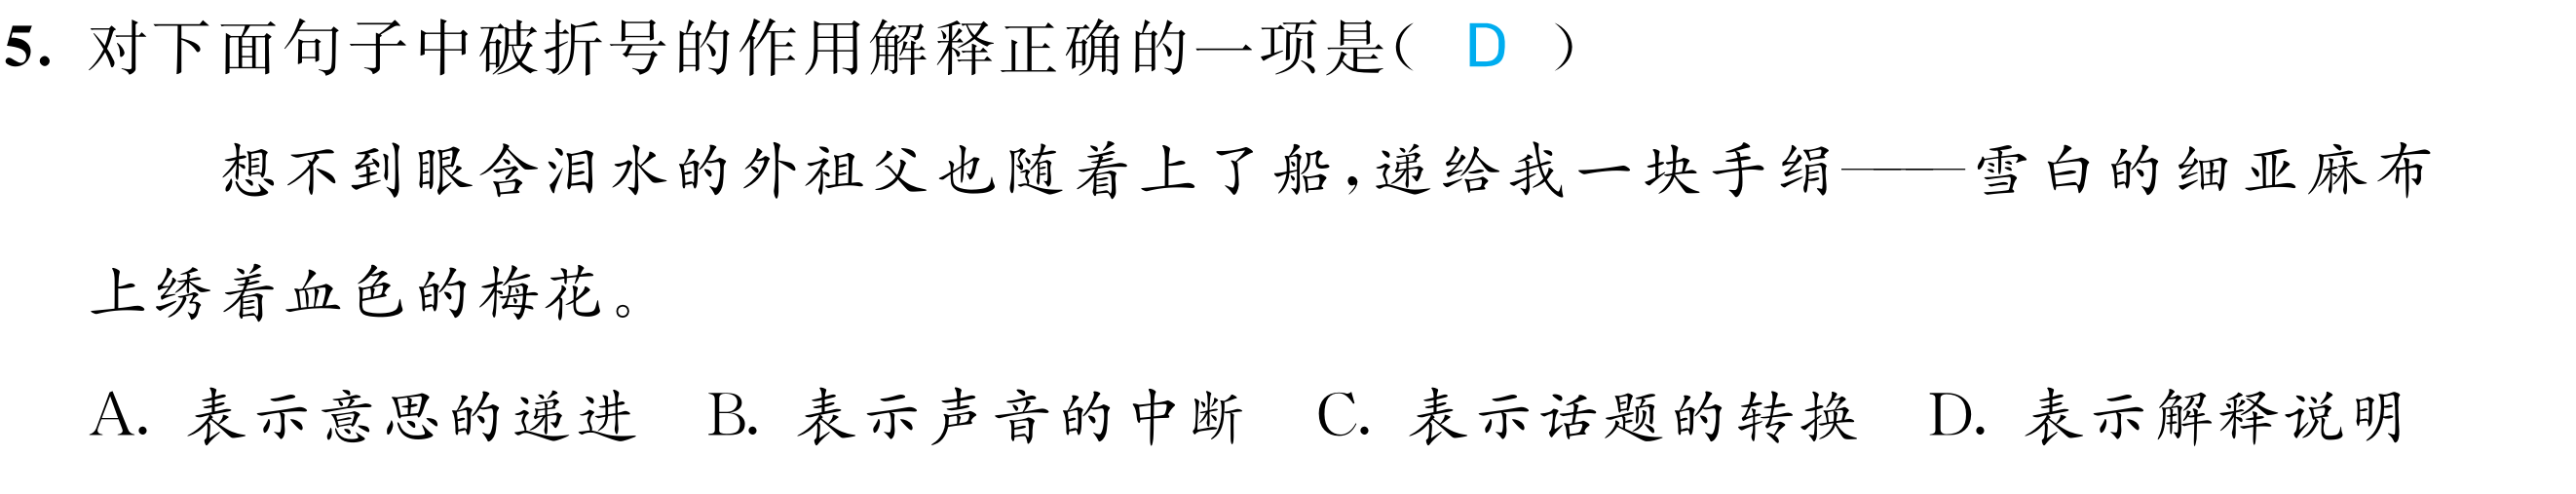 5. 对下面句子中破折号的作用解释正确的一项是( D )
想不到眼含泪水的外祖父也随着上了船,递给我一块手绢——雪白的细亚麻布
上绣着血色的梅花。
A. 表示意思的递进 B. 表示声音的中断 C. 表示话题的转换 D. 表示解释说明